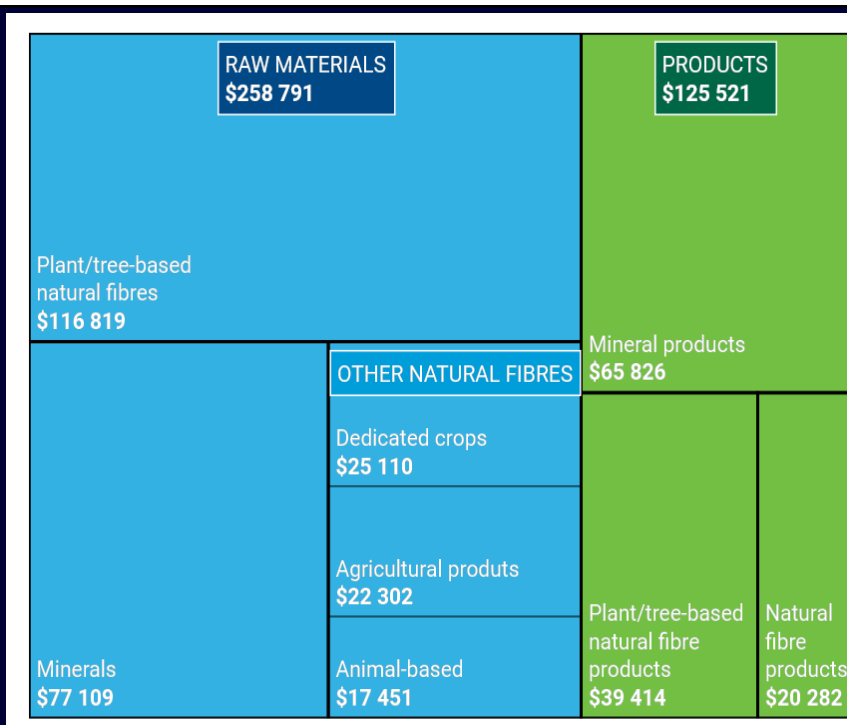 RAW MATERIALS
$258 791
Plant/tree-based
natural fibres
$116 819
Minerals
$77 109
OTHER NATURAL FIBRES
Dedicated crops
$25 110
Agricultural produts
$22 302
Animal-based
$17 451
PRODUCTS
$125 521
Mineral products
$65 826
Plant/tree-based
natural fibre
products
$39 414
Natural
fibre
products
$20 282